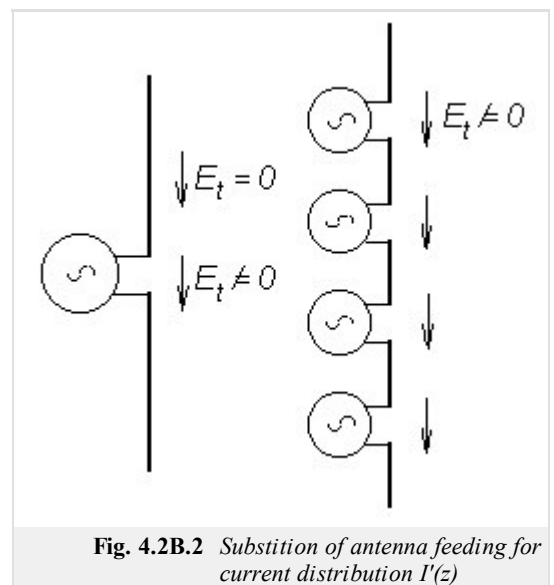 E_t = 0
E_t ≠ 0
E_t ≠ 0
Fig. 4.2B.2 Substition of antenna feeding for
current distribution I'(z)